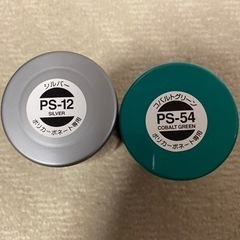 シルバー
PS-12
SILVER
ポリカーボネート専用
コバルトグリーン
PS-54
COBALT GREEN
ポリカーボネート専用